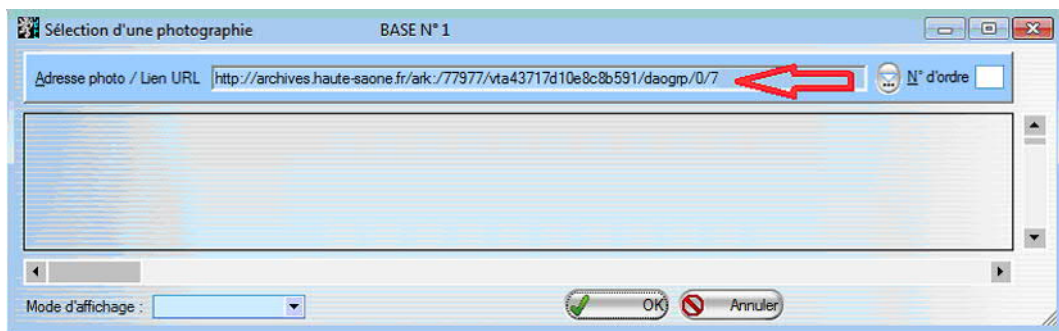 Sélection d'une photographie BASE N° 1
Adresse photo / Lien URL http://archives.haute-saone.fr/ark:/77977/vta43717d10e8c8b591/daogrp/0/7 N° d'ordre
Mode d'affichage : OK Annuler